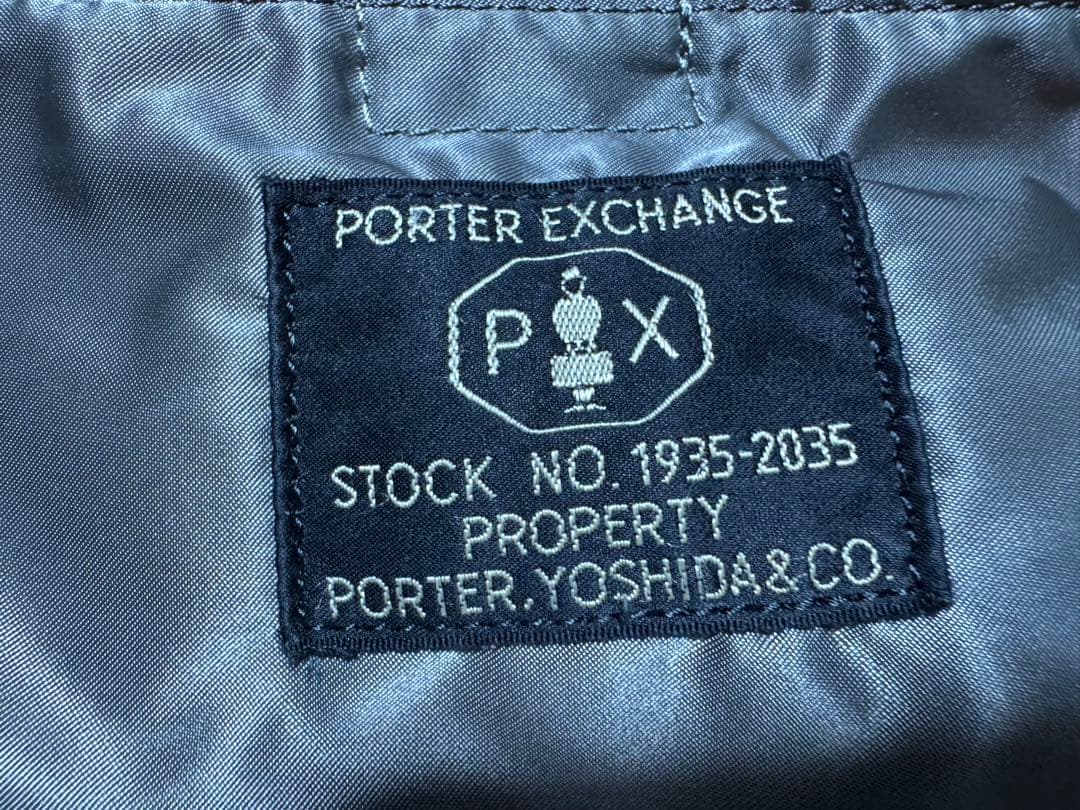 PORTER EXCHANGE
P X
STOCK NO. 1935-2035
PROPERTY
PORTER.YOSHIDA&CO.